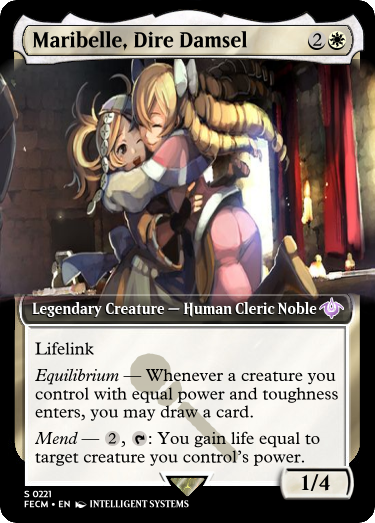 Maribelle, Dire Damsel 2
Legendary Creature — Human Cleric Noble
Lifelink
Equilibrium — Whenever a creature you
control with equal power and toughness
enters, you may draw a card.
Mend — 2, : You gain life equal to
target creature you control's power.
1/4
S 0221
FECM • EN INTELLIGENT SYSTEMS